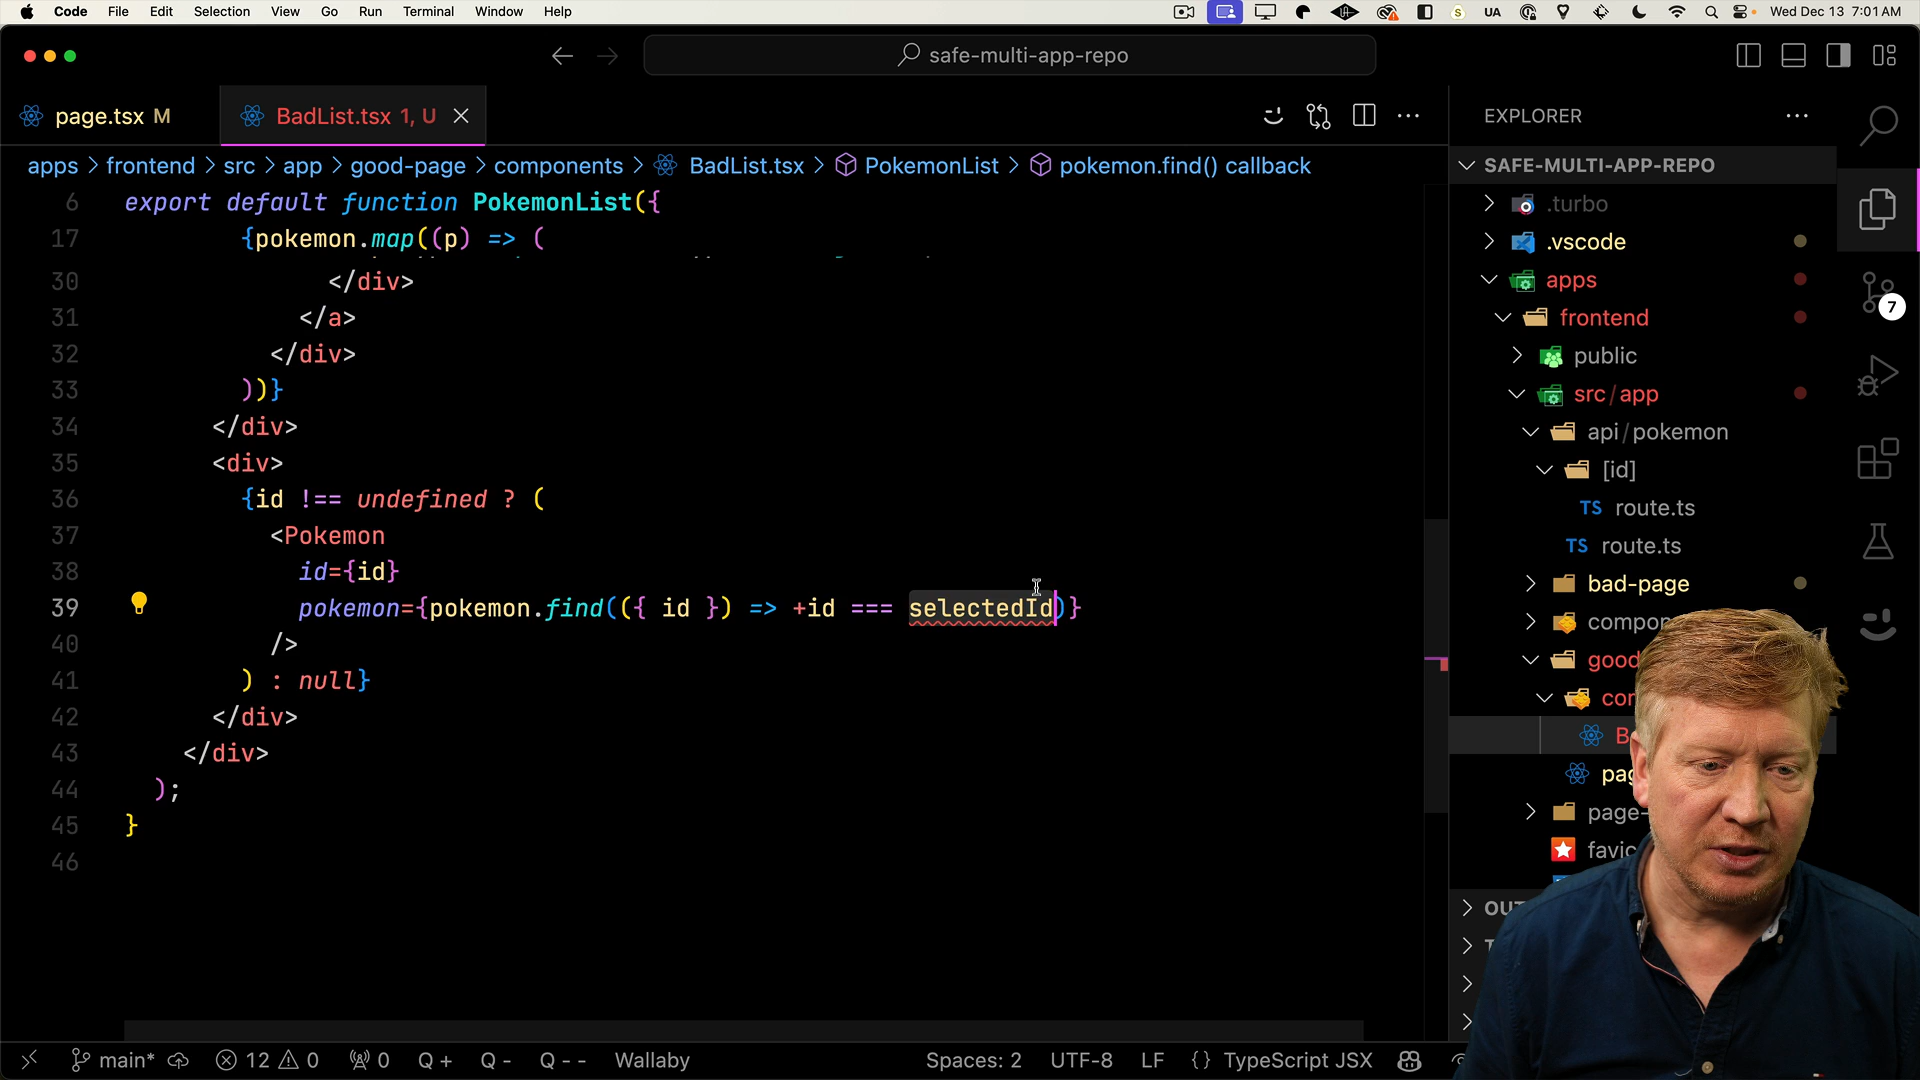 Code File Edit Selection View Go Run Terminal Window Help
S UA Wed Dec 13 7:01 AM
safe-multi-app-repo
page.tsx M
BadList.tsx 1, U
EXPLORER
apps > frontend > src > app > good-page > components > BadList.tsx > PokemonList > pokemon.find() callback
6 export default function PokemonList({
17 {pokemon.map((p) => (
30 </div>
31 </a>
32 </div>
33 ))}
34 </div>
35 <div>
36 {id !== undefined ? (
37 <Pokemon
38 id={id}
39 pokemon={pokemon.find(({ id }) => +id === selectedId)}
40 />
41 ) : null}
42 </div>
43 </div>
44 );
45 }
46
SAFE-MULTI-APP-REPO
.turbo
.vscode
apps
frontend
public
src/app
api/pokemon
[id]
TS route.ts
TS route.ts
bad-page
7
main* 12 0 0 Q + Q - Q - - Wallaby
Spaces: 2 UTF-8 LF {} TypeScript JSX